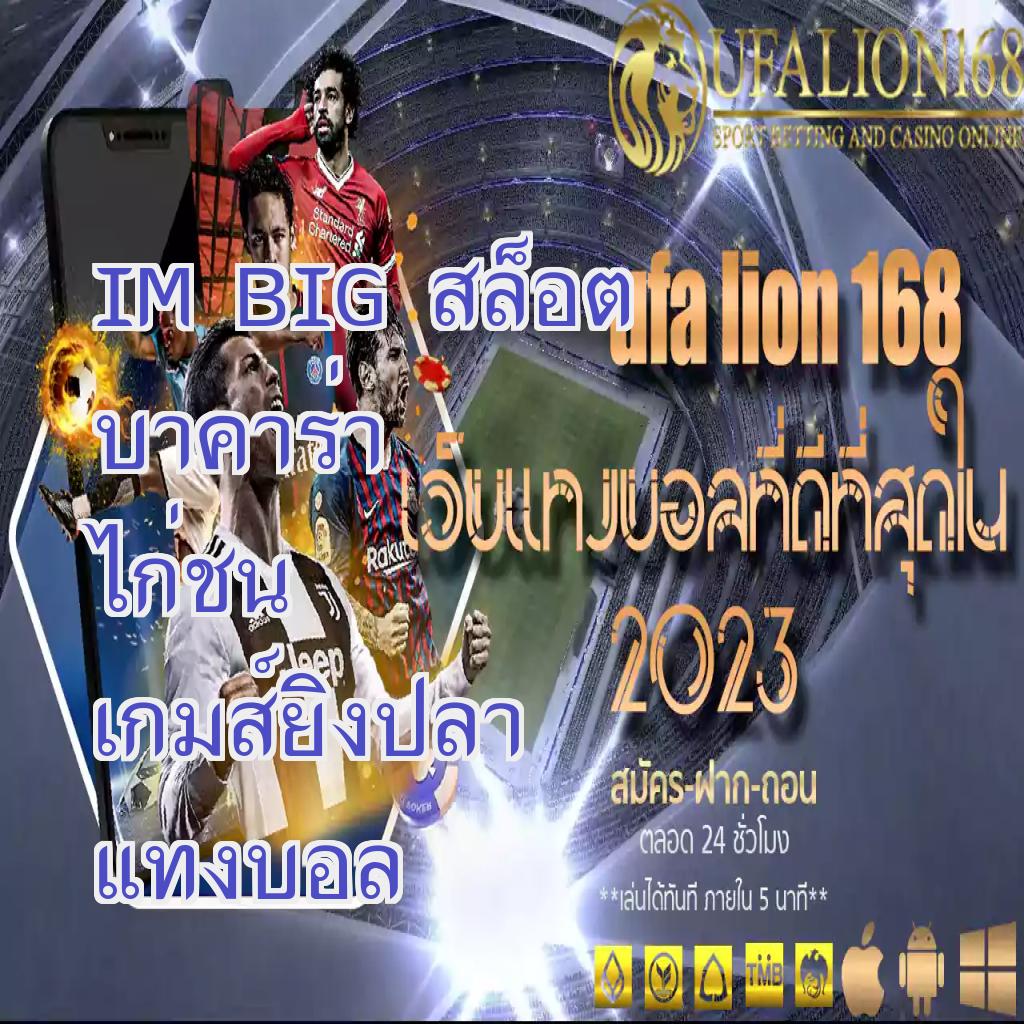 UFALION168
SPORT BETTING AND CASINO ONLINE
Standard
Chartered
IM BIG สล็อต
ufa lion 168
บาคาร่า
เว็บแทงบอลที่ดีที่สุดใน
Rakut
ไก่ชน
2023
Jeep
เกมส์ยิงปลา
สมัคร-ฝาก-ถอน
ตลอด 24 ชั่วโมง
แทงบอล
**เล่นได้ทันที ภายใน 5 นาที**
TMB